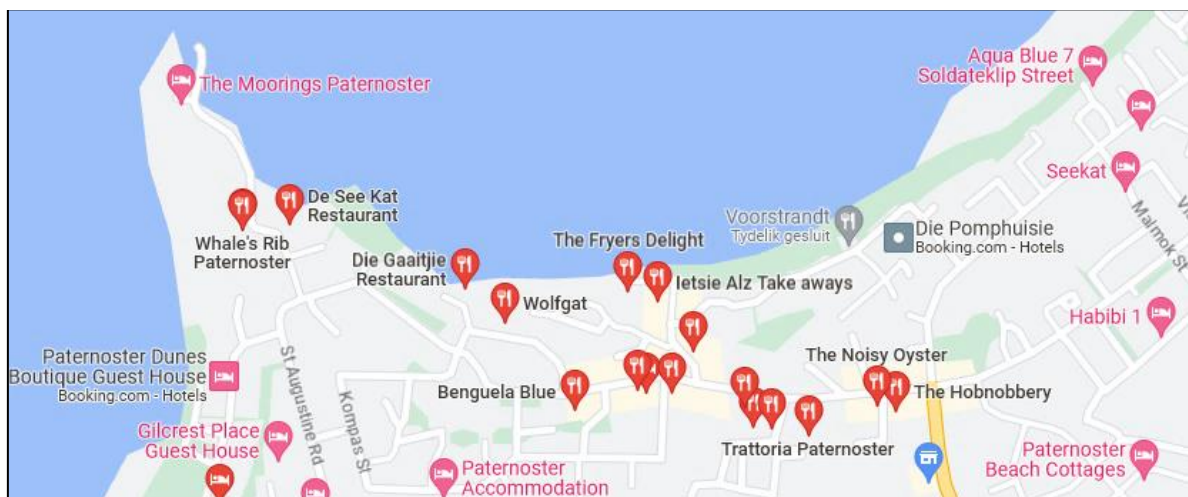 The Moorings Paternoster
Aqua Blue 7
Soldateklip Street
Seekat
De See Kat
Restaurant
Whale's Rib
Paternoster
Voorstrandt
Tydelik gesluit
Die Pomphuisie
Booking.com - Hotels
Malmok St
The Fryers Delight
Die Gaaitjie
Restaurant
Ietsie Alz Take aways
Wolfgat
Habibi 1
Paternoster Dunes
Boutique Guest House
Booking.com - Hotels
St Augustine Rd
Kompas St
Benguela Blue
The Noisy Oyster
The Hobnobbery
Gilcrest Place
Guest House
Trattoria Paternoster
Paternoster
Accommodation
Paternoster
Beach Cottages